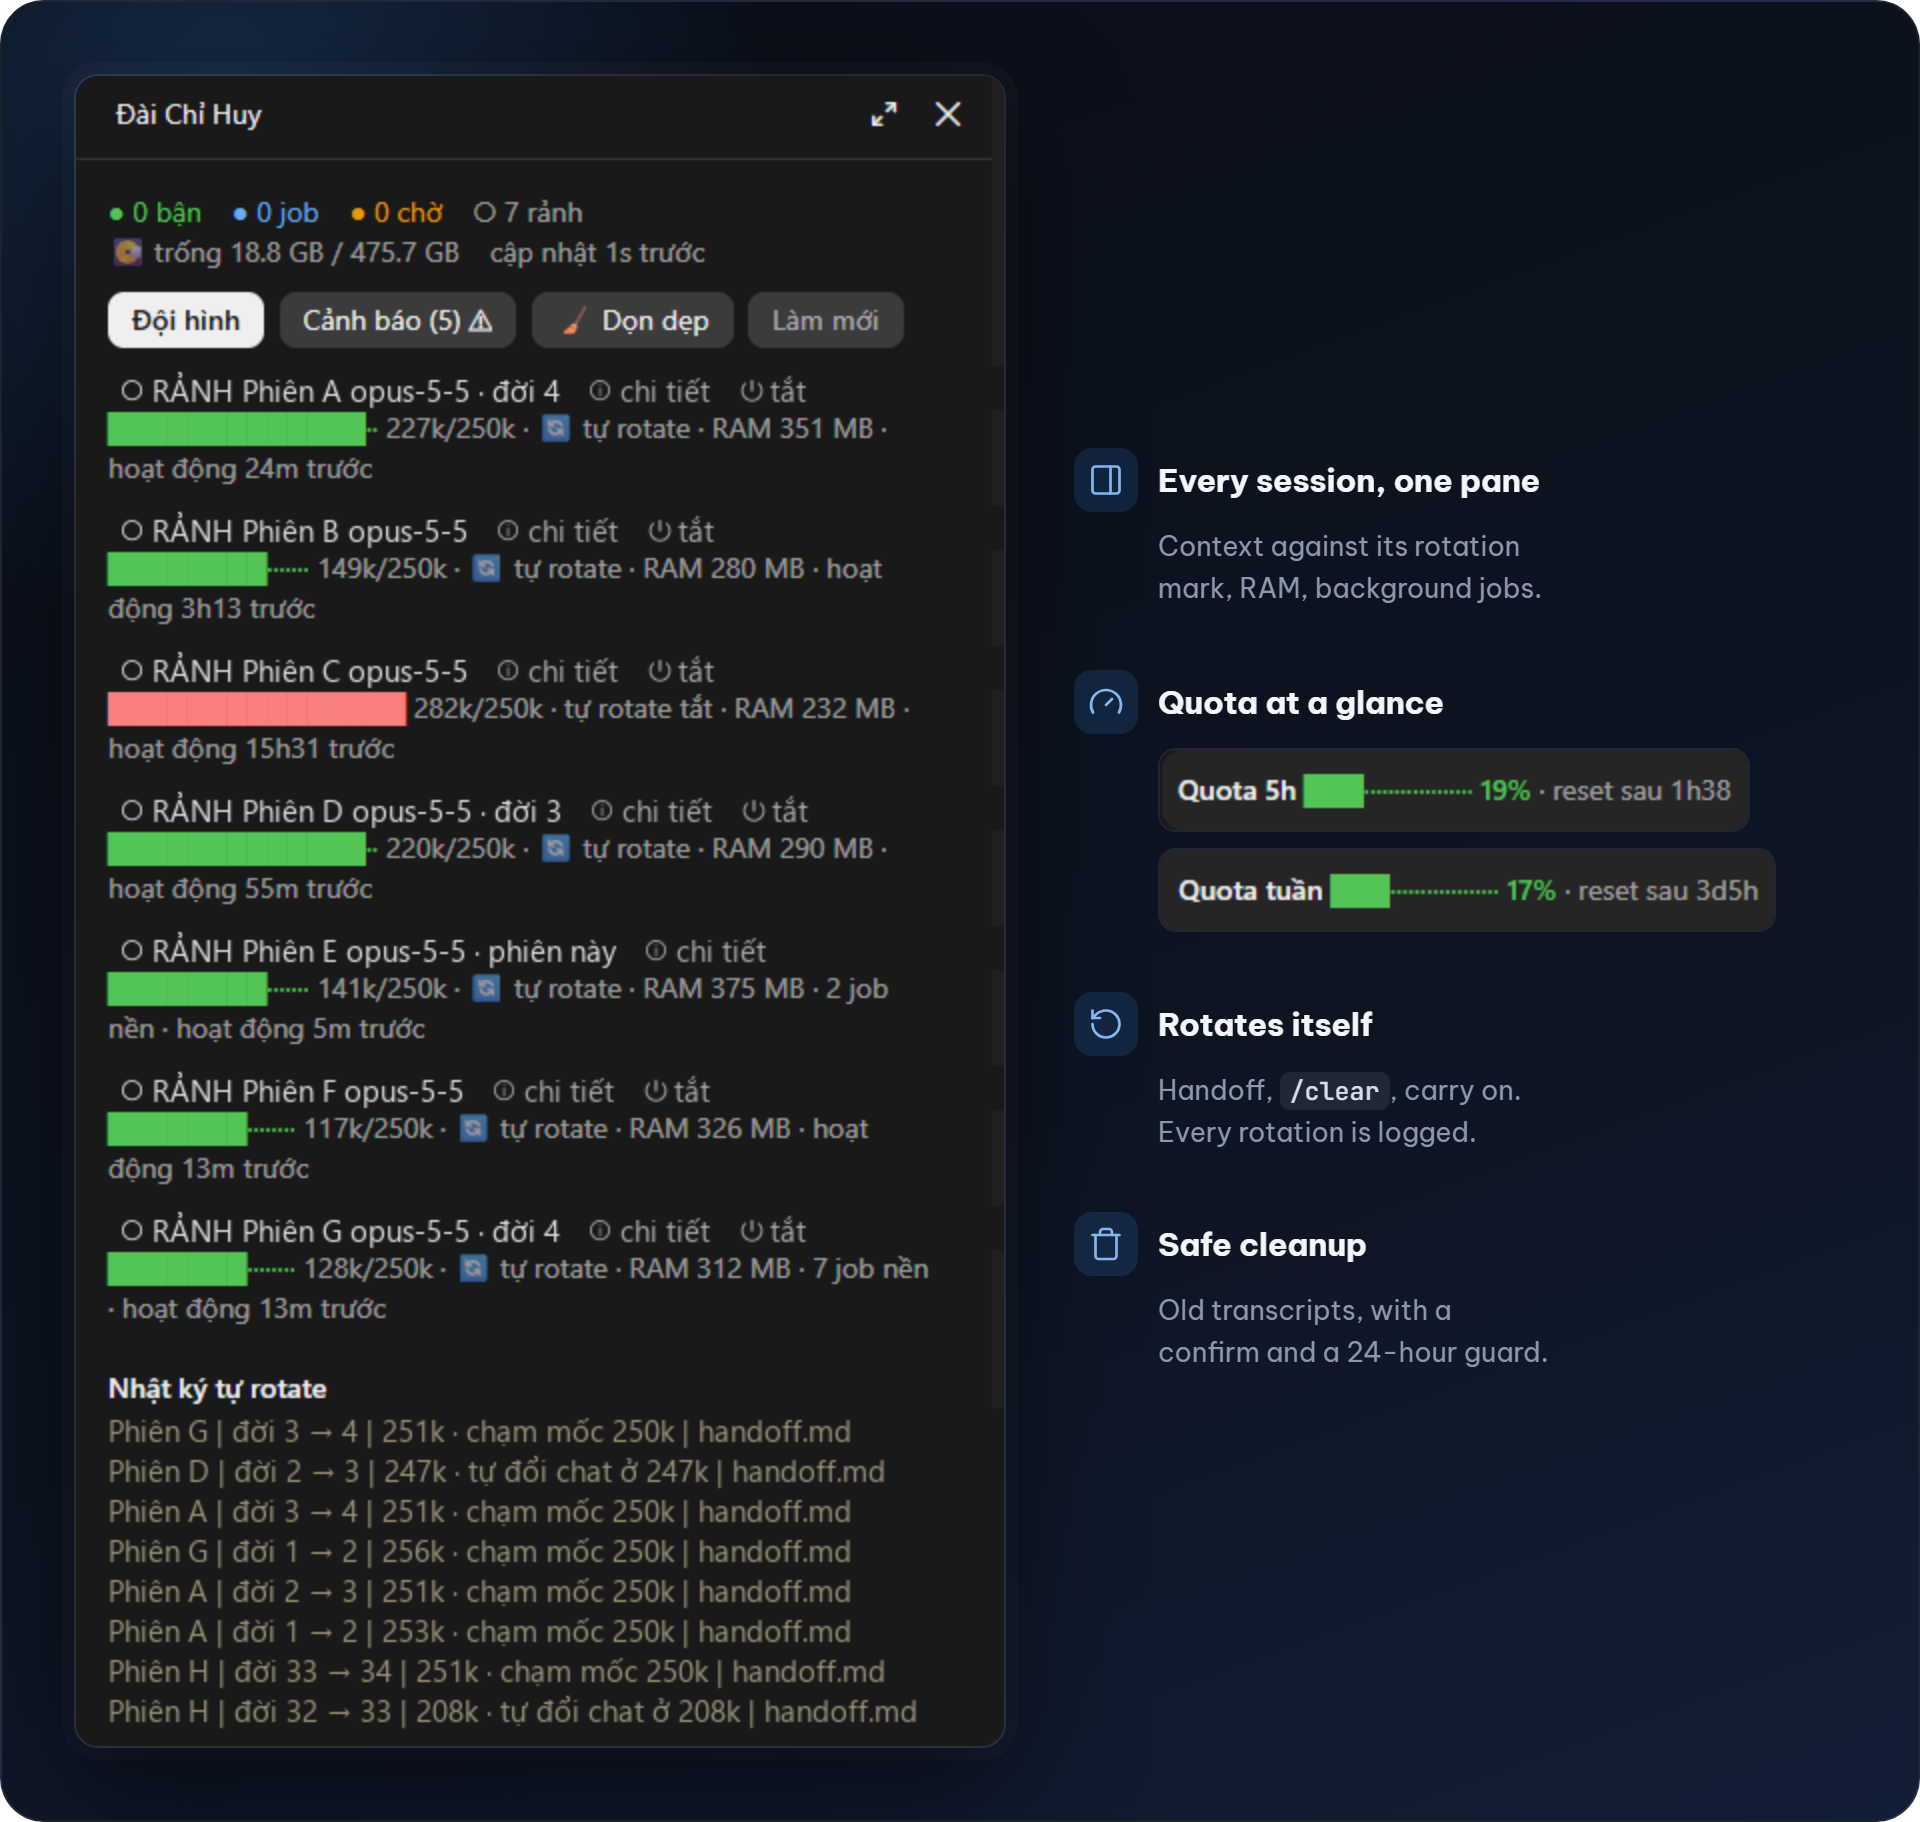 Đài Chỉ Huy
0 bận 0 job 0 chờ 7 rảnh
trống 18.8 GB / 475.7 GB cập nhật 1s trước
Đội hình Cảnh báo (5) ⚠ Dọn dẹp Làm mới
RẢNH Phiên A opus-5-5 · đời 4 chi tiết tắt
227k/250k · tự rotate · RAM 351 MB ·
hoạt động 24m trước
RẢNH Phiên B opus-5-5 chi tiết tắt
149k/250k · tự rotate · RAM 280 MB · hoạt
động 3h13 trước
RẢNH Phiên C opus-5-5 chi tiết tắt
282k/250k · tự rotate tắt · RAM 232 MB ·
hoạt động 15h31 trước
RẢNH Phiên D opus-5-5 · đời 3 chi tiết tắt
220k/250k · tự rotate · RAM 290 MB ·
hoạt động 55m trước
RẢNH Phiên E opus-5-5 · phiên này chi tiết
141k/250k · tự rotate · RAM 375 MB · 2 job
nền · hoạt động 5m trước
RẢNH Phiên F opus-5-5 chi tiết tắt
117k/250k · tự rotate · RAM 326 MB · hoạt
động 13m trước
RẢNH Phiên G opus-5-5 · đời 4 chi tiết tắt
128k/250k · tự rotate · RAM 312 MB · 7 job nền
· hoạt động 13m trước
Nhật ký tự rotate
Phiên G | đời 3 → 4 | 251k · chạm mốc 250k | handoff.md
Phiên D | đời 2 → 3 | 247k · tự đổi chat ở 247k | handoff.md
Phiên A | đời 3 → 4 | 251k · chạm mốc 250k | handoff.md
Phiên G | đời 1 → 2 | 256k · chạm mốc 250k | handoff.md
Phiên A | đời 2 → 3 | 251k · chạm mốc 250k | handoff.md
Phiên A | đời 1 → 2 | 253k · chạm mốc 250k | handoff.md
Phiên H | đời 33 → 34 | 251k · chạm mốc 250k | handoff.md
Phiên H | đời 32 → 33 | 208k · tự đổi chat ở 208k | handoff.md
Every session, one pane
Context against its rotation
mark, RAM, background jobs.
Quota at a glance
Quota 5h 19% · reset sau 1h38
Quota tuần 17% · reset sau 3d5h
Rotates itself
Handoff, /clear, carry on.
Every rotation is logged.
Safe cleanup
Old transcripts, with a
confirm and a 24-hour guard.